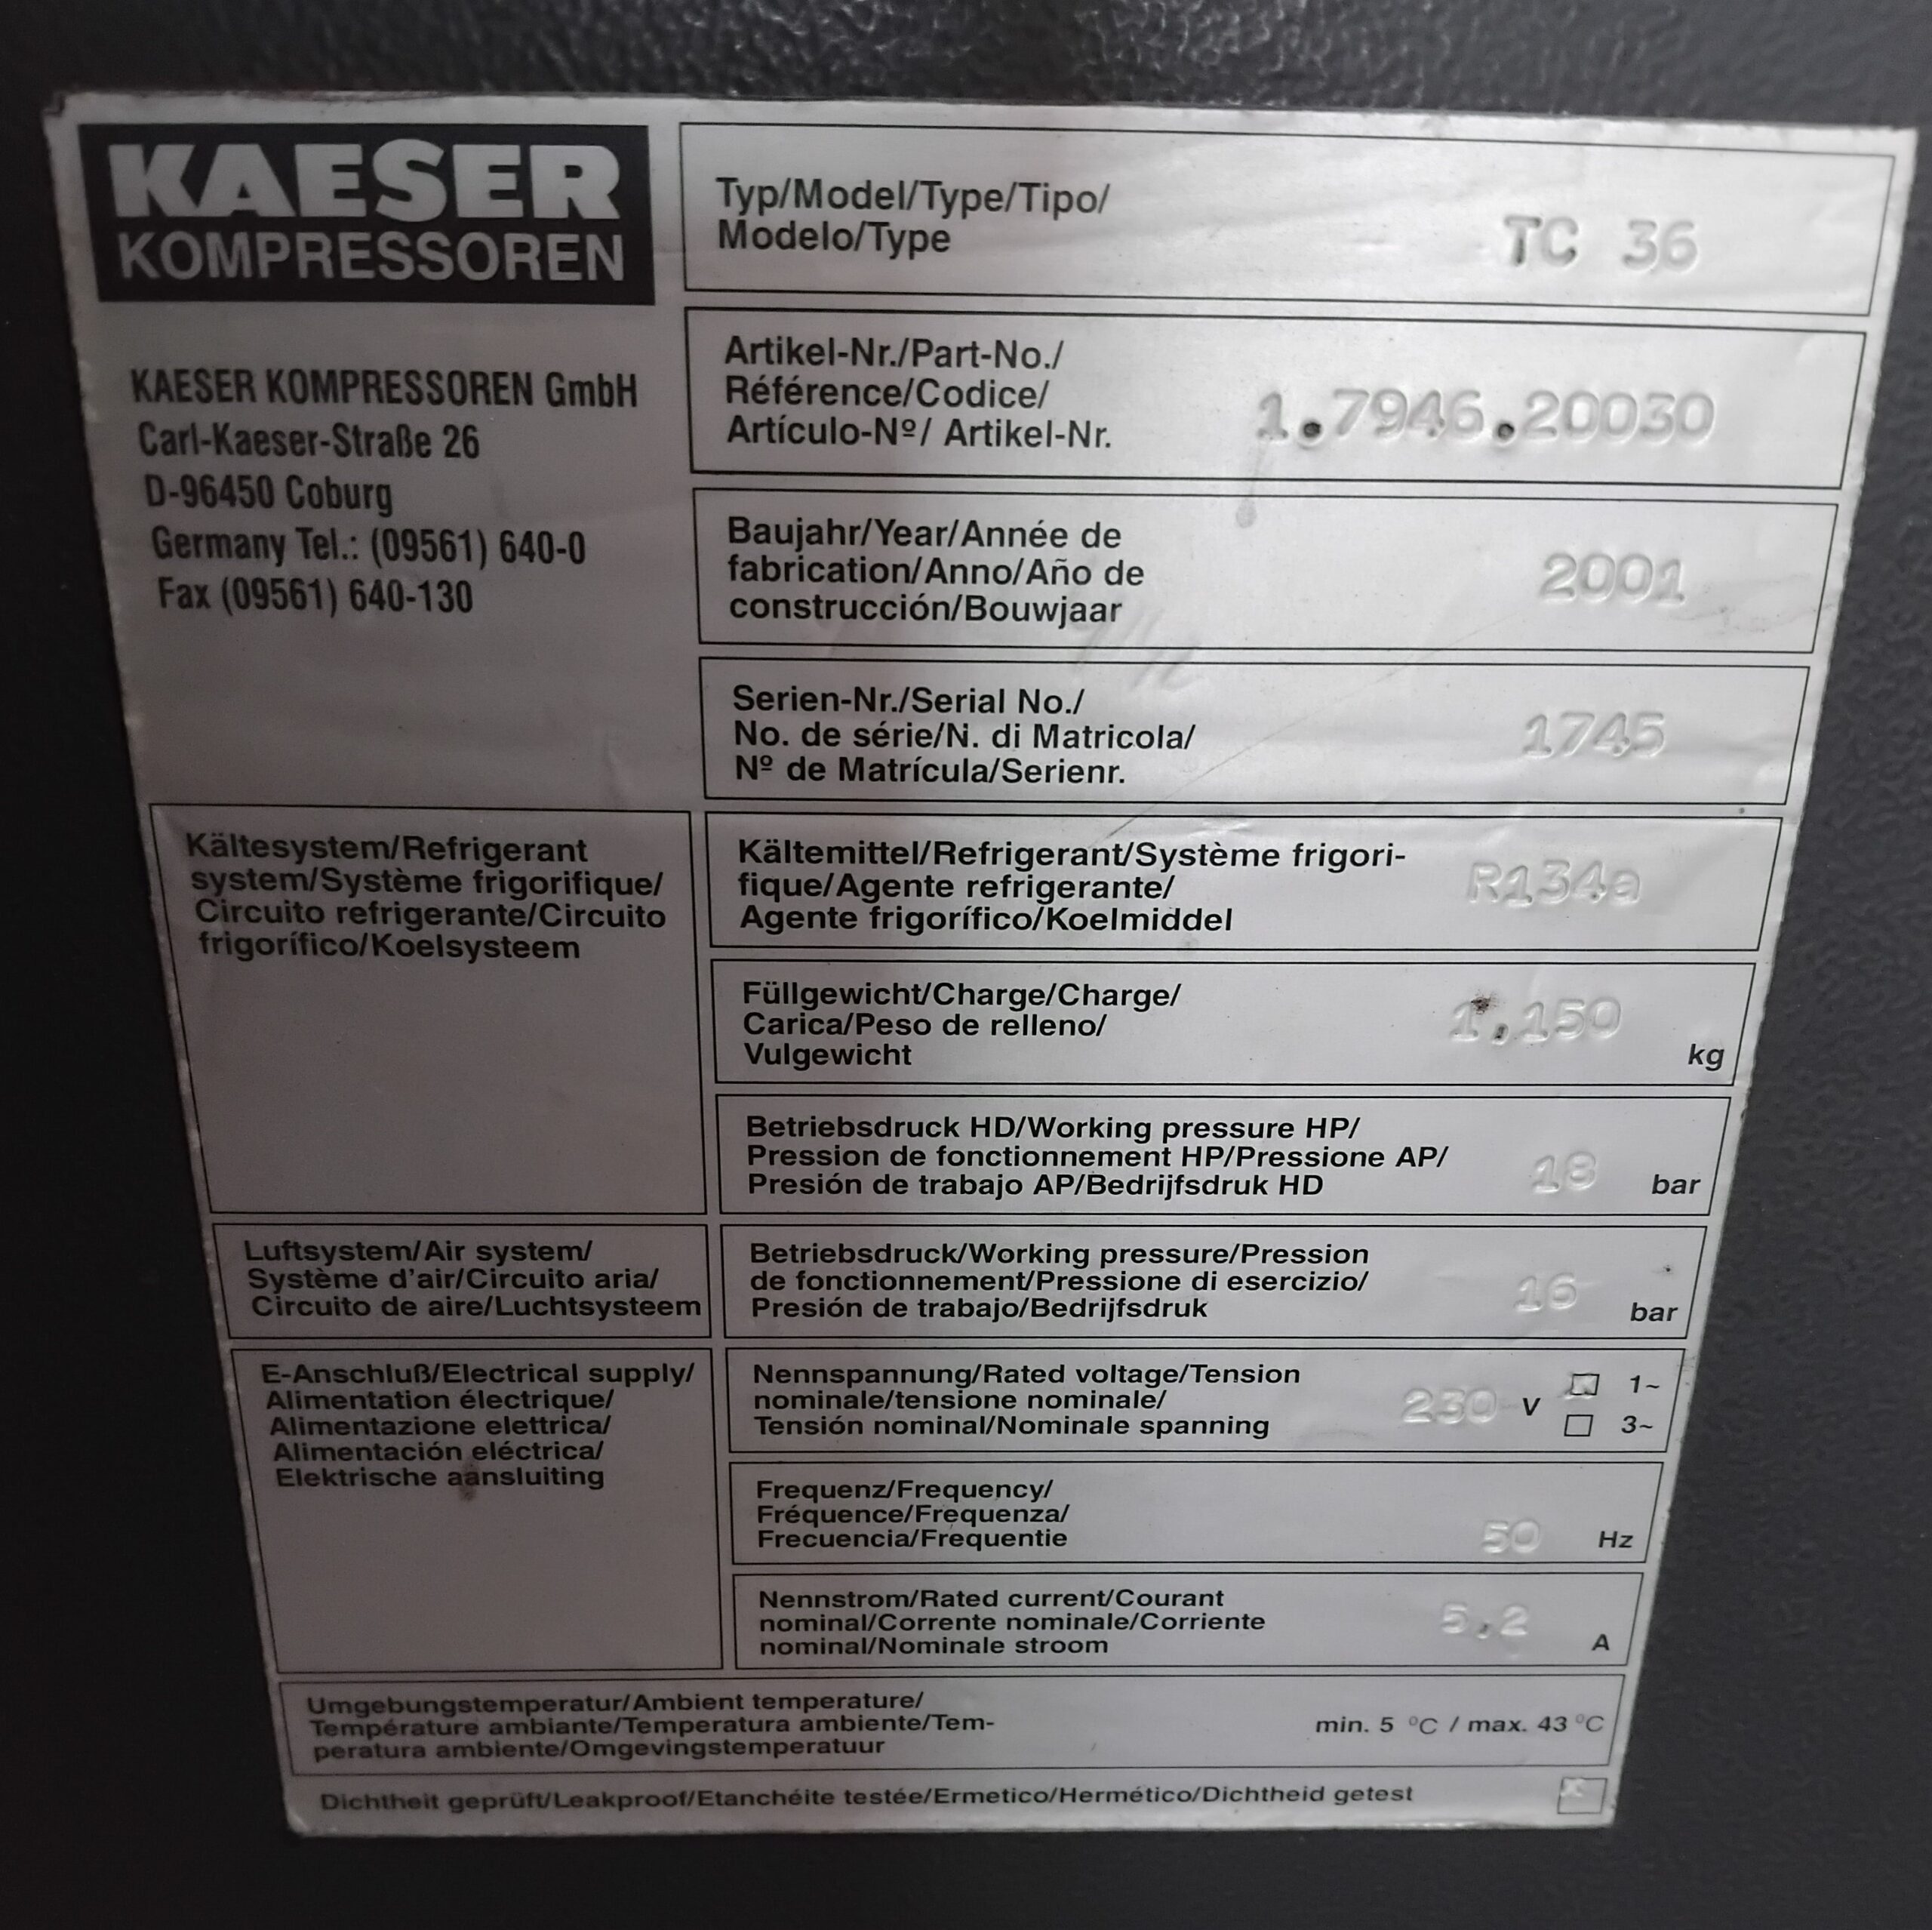 KAESER
KOMPRESSOREN
KAESER KOMPRESSOREN GmbH
Carl-Kaeser-Straße 26
D-96450 Coburg
Germany Tel.: (09561) 640-0
Fax (09561) 640-130
Typ/Model/Type/Tipo/
Modelo/Type
TC 36
Artikel-Nr./Part-No./
Référence/Codice/
Artículo-Nº/ Artikel-Nr.
1.7946.20030
Baujahr/Year/Année de
fabrication/Anno/Año de
construcción/Bouwjaar
2001
Serien-Nr./Serial No./
No. de série/N. di Matricola/
Nº de Matrícula/Serienr.
1745
Kältesystem/Refrigerant
system/Système frigorifique/
Circuito refrigerante/Circuito
frigorífico/Koelsysteem
Kältemittel/Refrigerant/Système frigori-
fique/Agente refrigerante/
Agente frigorífico/Koelmiddel
R134a
Füllgewicht/Charge/Charge/
Carica/Peso de relleno/
Vulgewicht
1,150 kg
Betriebsdruck HD/Working pressure HP/
Pression de fonctionnement HP/Pressione AP/
Presión de trabajo AP/Bedrijfsdruk HD
18 bar
Luftsystem/Air system/
Système d'air/Circuito aria/
Circuito de aire/Luchtsysteem
Betriebsdruck/Working pressure/Pression
de fonctionnement/Pressione di esercizio/
Presión de trabajo/Bedrijfsdruk
16 bar
E-Anschluß/Electrical supply/
Alimentation électrique/
Alimentazione elettrica/
Alimentación eléctrica/
Elektrische aansluiting
Nennspannung/Rated voltage/Tension
nominale/tensione nominale/
Tensión nominal/Nominale spanning
230 V
1~
3~
Frequenz/Frequency/
Fréquence/Frequenza/
Frecuencia/Frequentie
50 Hz
Nennstrom/Rated current/Courant
nominal/Corrente nominale/Corriente
nominal/Nominale stroom
5,2 A
Umgebungstemperatur/Ambient temperature/
Température ambiante/Temperatura ambiente/Tem-
peratura ambiente/Omgevingstemperatuur
min. 5 °C / max. 43 °C
Dichtheit geprüft/Leakproof/Etanchéite testée/Ermetico/Hermético/Dichtheid getest